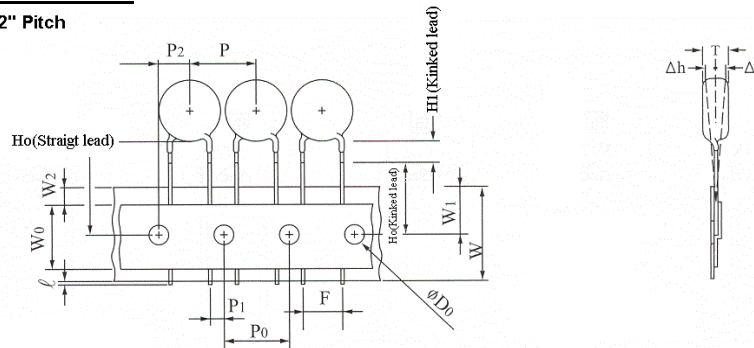 2" Pitch
P2
P
H1(Kinked lead)
T
Δh
Δ
Ho(Straigt lead)
W2
W0
Ho(Kinked lead)
W1
W
ℓ
P1
F
P0
øD0